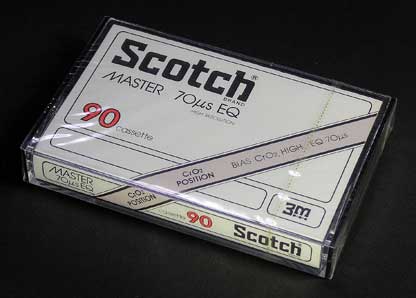 Scotch®
BRAND
MASTER 70µs EQ
HIGH RESOLUTION
90 cassette
CrO₂
POSITION
BIAS CrO₂ HIGH EQ 70µs
3M
MASTER
70µs EQ
CrO₂
POSITION
cassette 90 Scotch